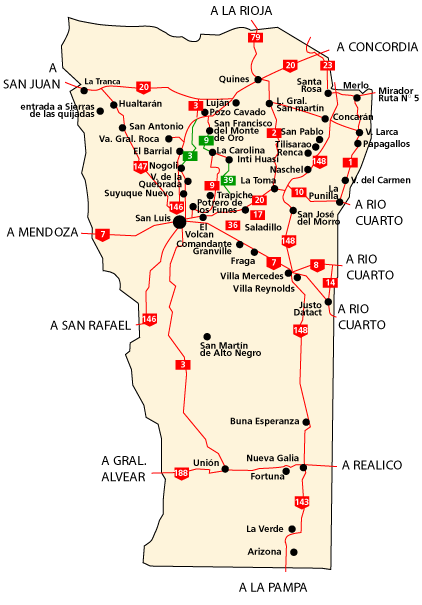 A LA RIOJA
79
A CONCORDIA
20
23
A
SAN JUAN
La Tranca
20
Quines
Santa
Rosa
Merlo
Mirador
Ruta N° 5
entrada a Sierras
de las quijadas
Hualtarán
3
Luján
Pozo Cavado
L. Gral.
San martin
Concarán
San Antonio
San Francisco
del Monte
de Oro
2
San Pablo
V. Larca
Va. Gral. Roca
9
Tilisarao
Papagallos
El Barrial
3
La Carolina
Renca
148
1
147
Nogolí
Inti Huasi
Naschel
V. de la
Quebrada
39
La Toma
10
La
Punilla
V. del Carmen
Suyuque Nuevo
9
Trapiche
20
146
Potrero de
los Funes
17
San José
del Morro
A RIO
CUARTO
San Luis
El
Volcan
36
Saladillo
A MENDOZA
7
Comandante
Granville
148
Fraga
7
8
A RIO
CUARTO
Villa Mercedes
14
Villa Reynolds
Justo
Datact
A RIO
CUARTO
A SAN RAFAEL
146
148
San Martín
de Alto Negro
3
Buna Esperanza
A GRAL.
ALVEAR
188
Unión
Nueva Galia
A REALICO
Fortuna
143
La Verde
Arizona
A LA PAMPA